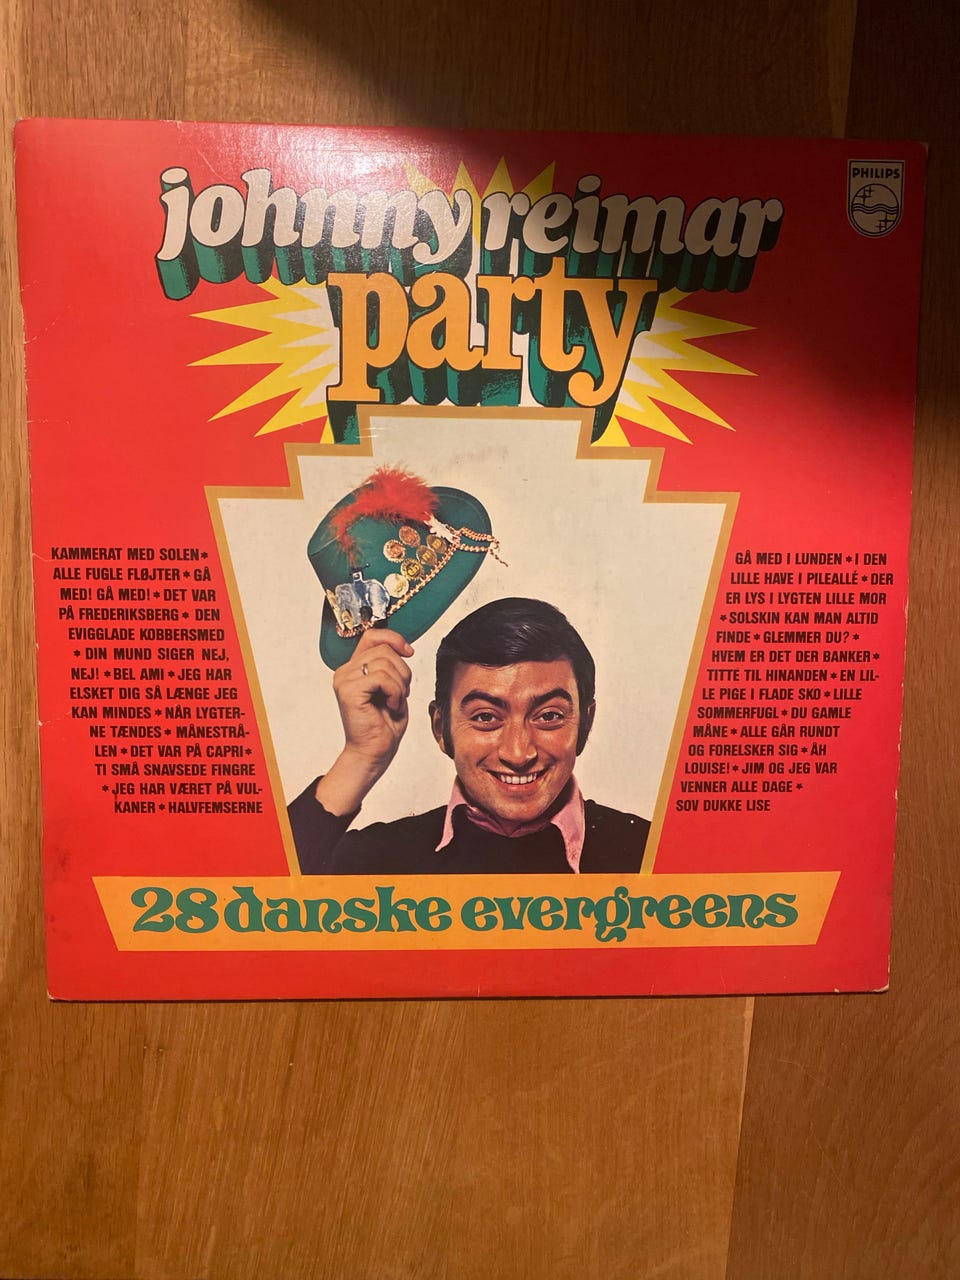 johnny reimar
party
PHILIPS
KAMMERAT MED SOLEN*
ALLE FUGLE FLØJTER * GÅ
MED! GÅ MED! * DET VAR
PÅ FREDERIKSBERG * DEN
EVIGGLADE KOBBERSMED
* DIN MUND SIGER NEJ,
NEJ! * BEL AMI * JEG HAR
ELSKET DIG SÅ LÆNGE JEG
KAN MINDES * NÅR LYGTER-
NE TÆNDES * MÅNESTRÅ-
LEN * DET VAR PÅ CAPRI*
TI SMÅ SNAVSEDE FINGRE
* JEG HAR VÆRET PÅ VUL-
KANER * HALVFEMSERNE
GÅ MED I LUNDEN * I DEN
LILLE HAVE I PILEALLÉ * DER
ER LYS I LYGTEN LILLE MOR
* SOLSKIN KAN MAN ALTID
FINDE * GLEMMER DU? *
HVEM ER DET DER BANKER*
TITTE TIL HINANDEN * EN LIL-
LE PIGE I FLADE SKO * LILLE
SOMMERFUGL * DU GAMLE
MÅNE * ALLE GÅR RUNDT
OG FORELSKER SIG * ÅH
LOUISE! * JIM OG JEG VAR
VENNER ALLE DAGE *
SOV DUKKE LISE
28 danske evergreens